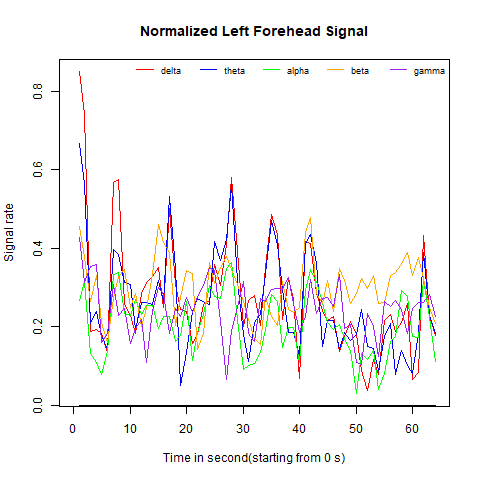 Normalized Left Forehead Signal
delta theta alpha beta gamma
Signal rate
0.8
0.6
0.4
0.2
0.0
0 10 20 30 40 50 60
Time in second(starting from 0 s)